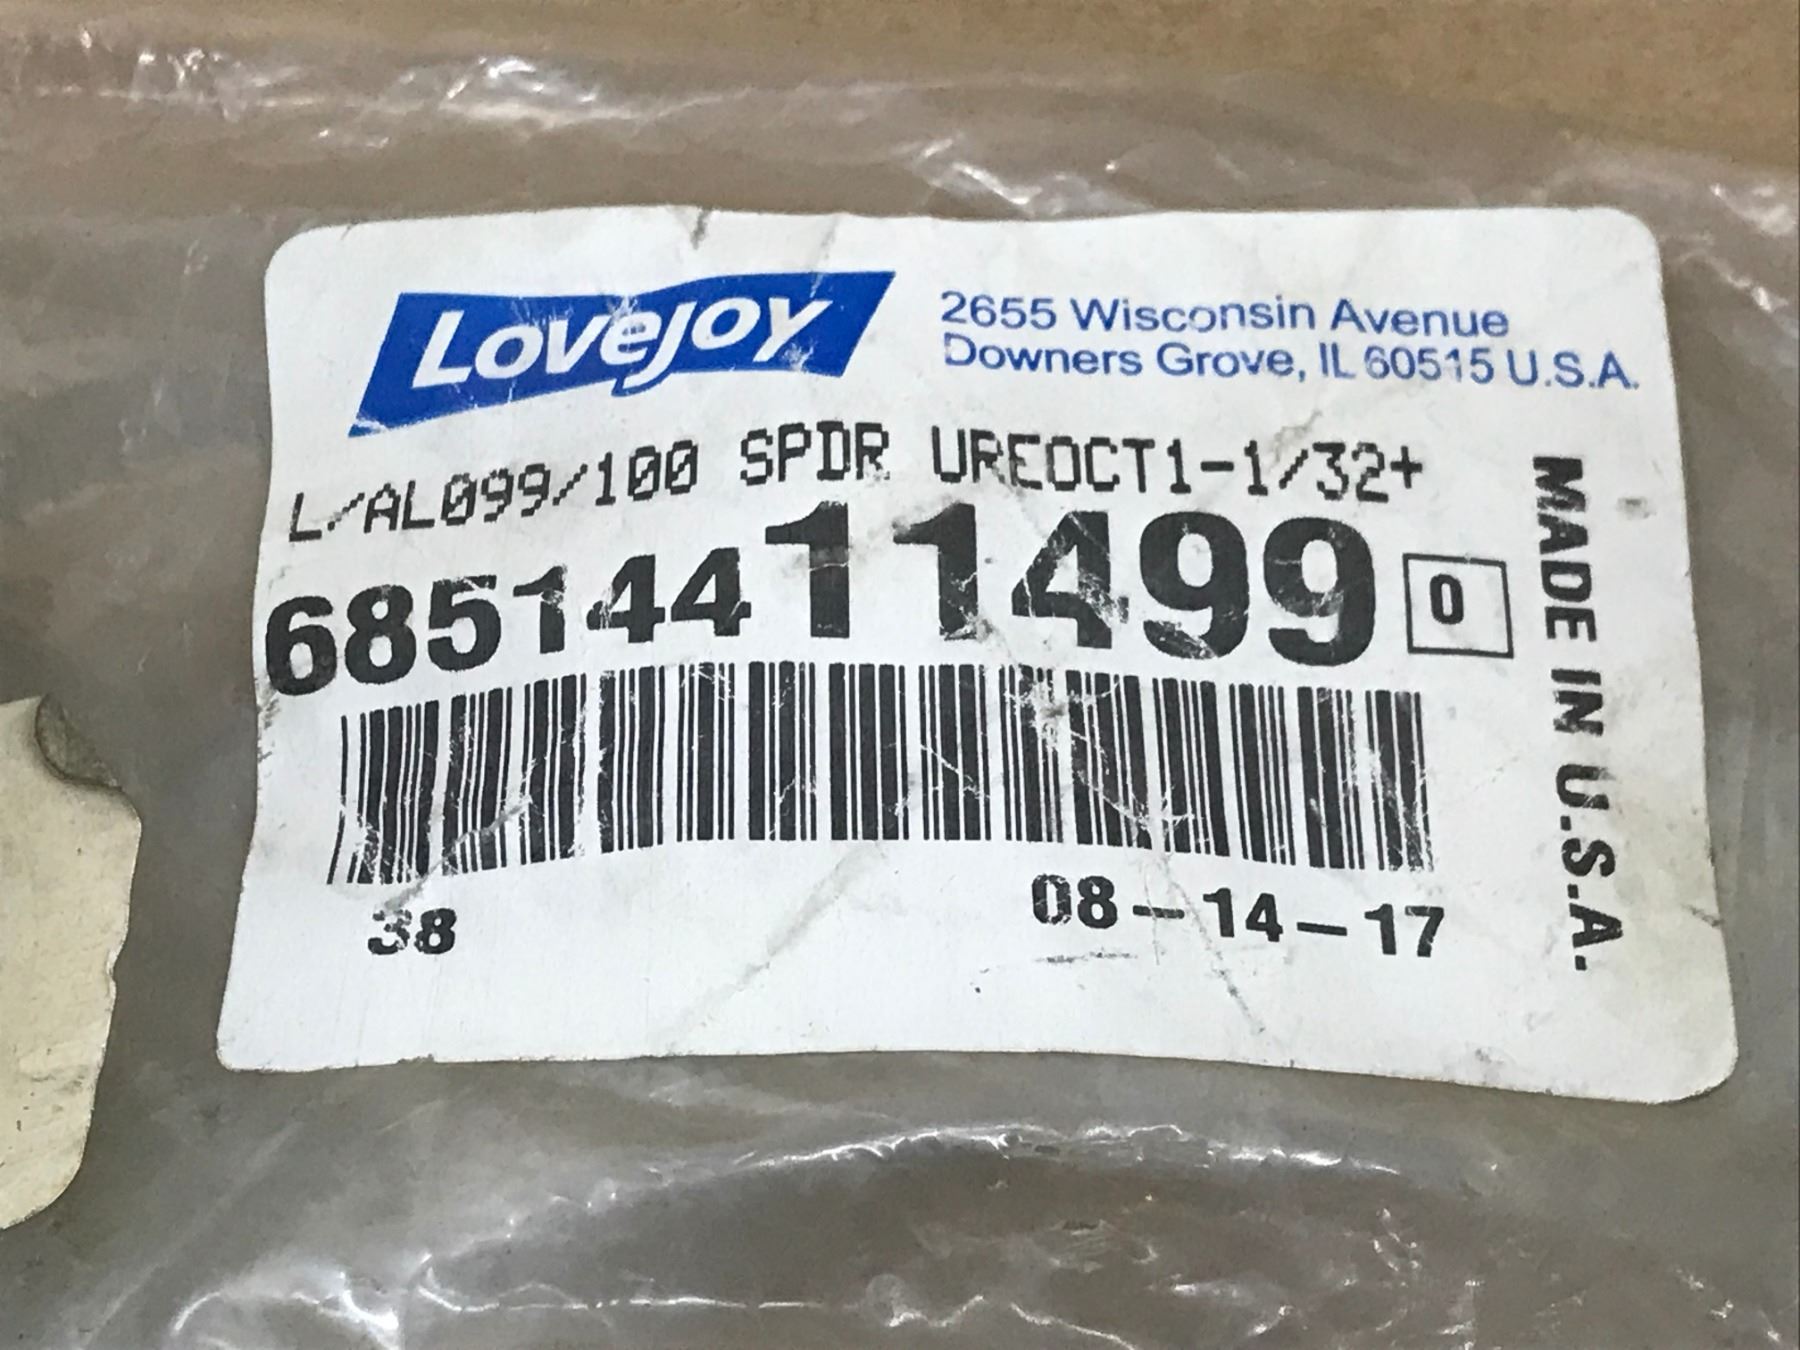 Lovejoy
2655 Wisconsin Avenue
Downers Grove, IL 60515 U.S.A.
L/AL099/100 SPDR UREOCT1-1/32+
68514411499 0
38
08-14-17
MADE IN U.S.A.